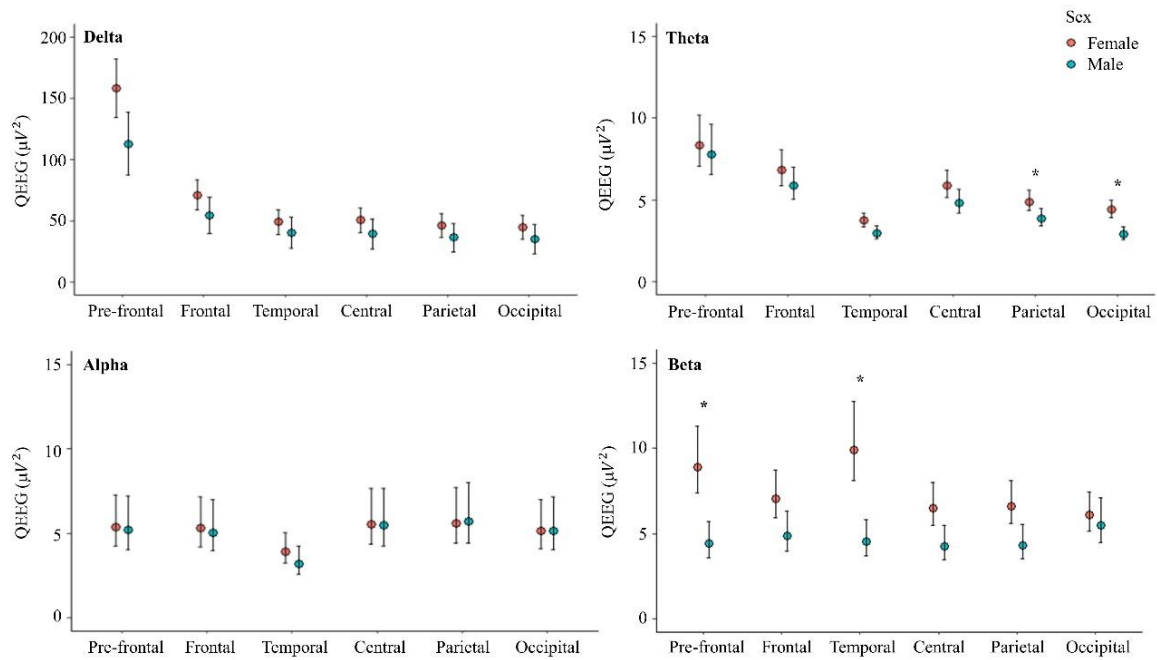 Delta
200
150
100
50
0
QEEG (µV²)
Pre-frontal Frontal Temporal Central Parietal Occipital
Theta
15
10
5
0
QEEG (µV²)
* *
Pre-frontal Frontal Temporal Central Parietal Occipital
Sex
Female
Male
Alpha
15
10
5
0
QEEG (µV²)
Pre-frontal Frontal Temporal Central Parietal Occipital
Beta
15
10
5
0
QEEG (µV²)
* *
Pre-frontal Frontal Temporal Central Parietal Occipital